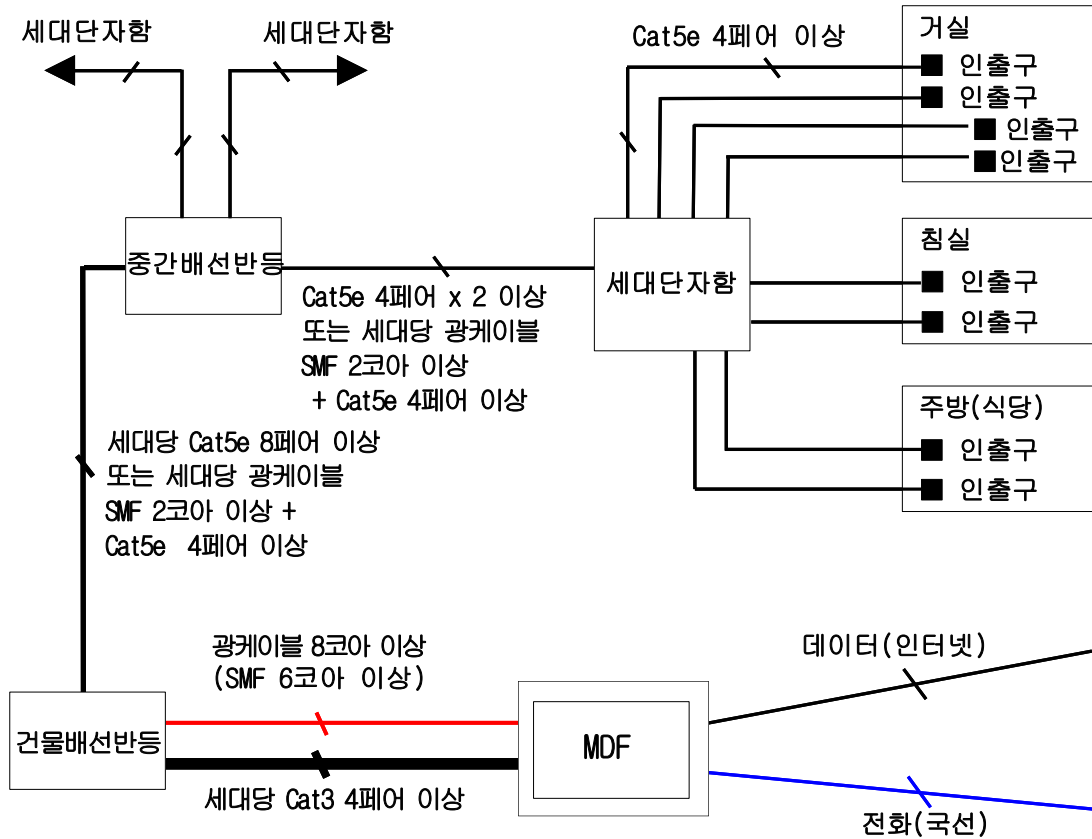 세대단자함
세대단자함
Cat5e 4페어 이상
거실
인출구
인출구
인출구
인출구
중간배선반등
세대단자함
침실
인출구
인출구
Cat5e 4페어 x 2 이상
또는 세대당 광케이블
SMF 2코아 이상
+ Cat5e 4페어 이상
주방(식당)
인출구
인출구
세대당 Cat5e 8페어 이상
또는 세대당 광케이블
SMF 2코아 이상 +
Cat5e 4페어 이상
광케이블 8코아 이상
(SMF 6코아 이상)
데이터(인터넷)
건물배선반등
MDF
세대당 Cat3 4페어 이상
전화(국선)